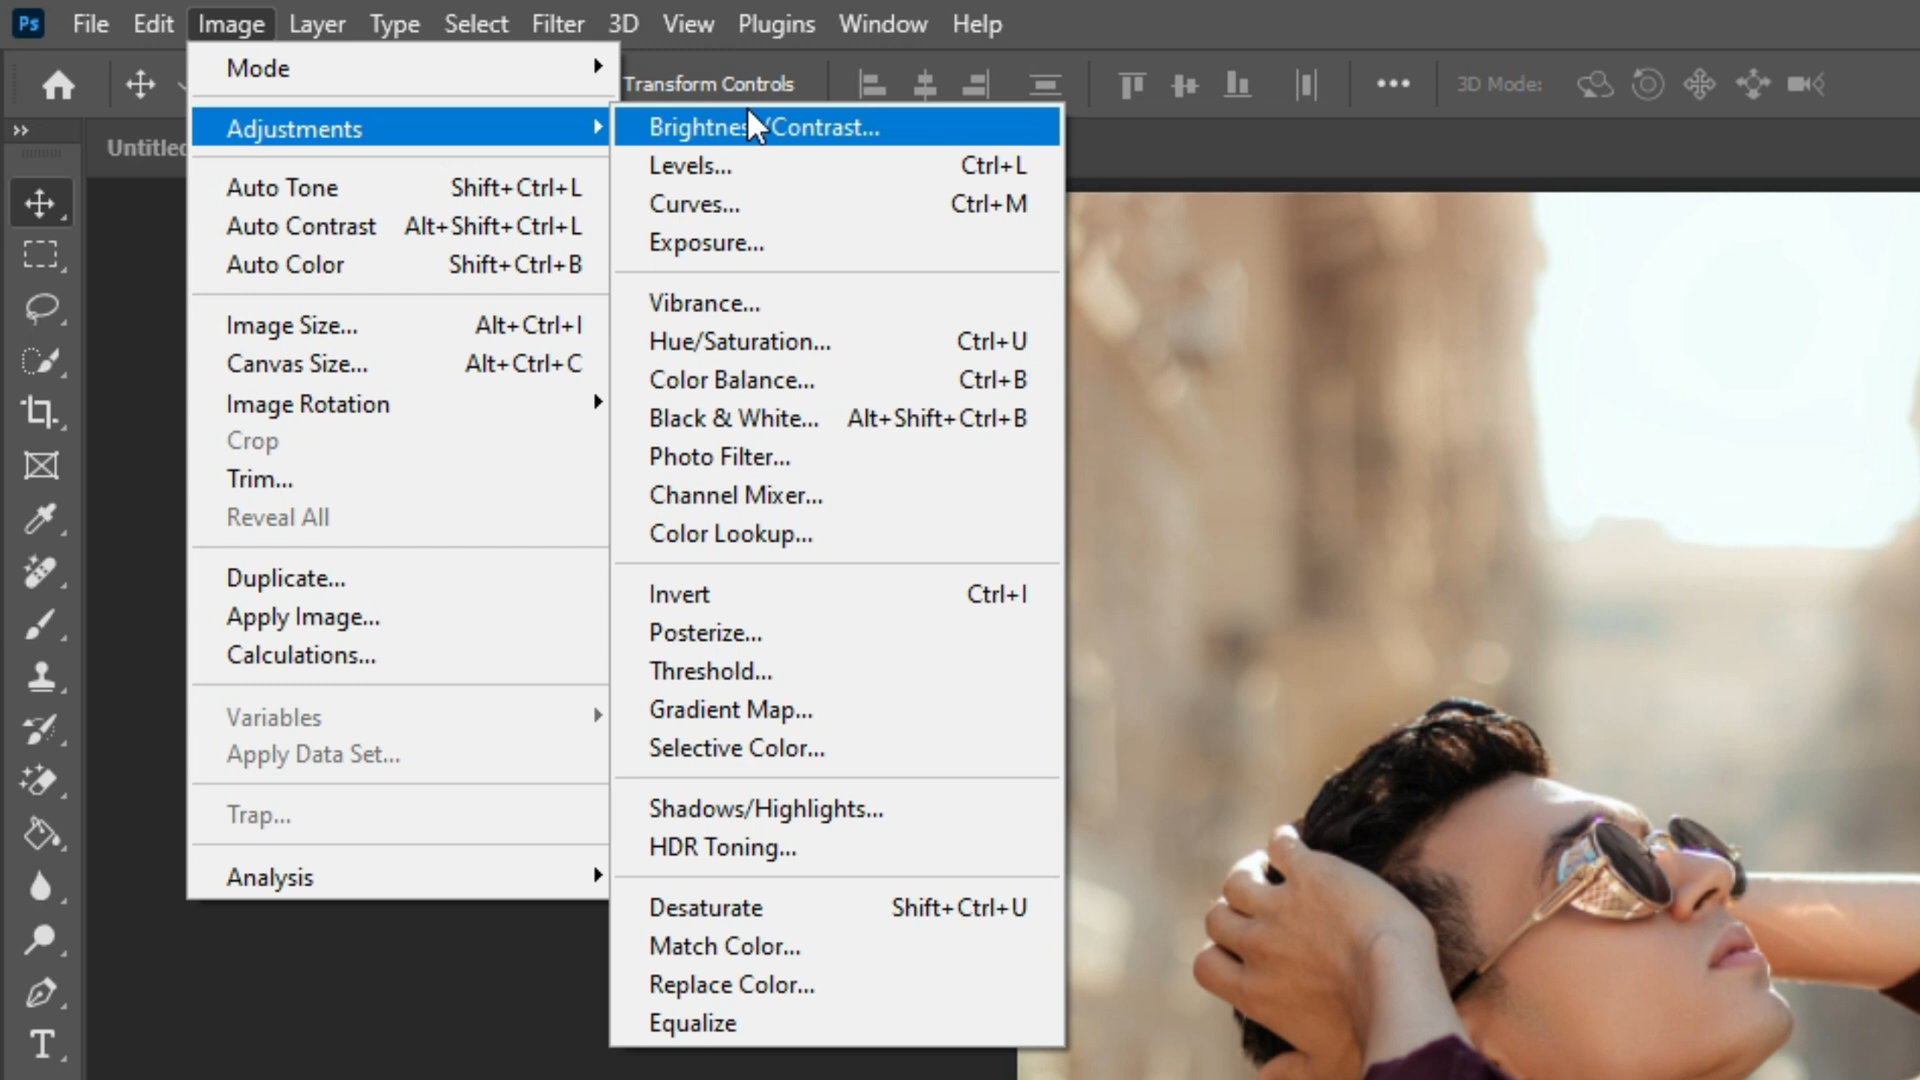 Ps File Edit Image Layer Type Select Filter 3D View Plugins Window Help
Transform Controls 3D Mode:
Untitled
Mode
Adjustments
Auto Tone Shift+Ctrl+L
Auto Contrast Alt+Shift+Ctrl+L
Auto Color Shift+Ctrl+B
Image Size... Alt+Ctrl+I
Canvas Size... Alt+Ctrl+C
Image Rotation
Crop
Trim...
Reveal All
Duplicate...
Apply Image...
Calculations...
Variables
Apply Data Set...
Trap...
Analysis
Brightness/Contrast...
Levels... Ctrl+L
Curves... Ctrl+M
Exposure...
Vibrance...
Hue/Saturation... Ctrl+U
Color Balance... Ctrl+B
Black & White... Alt+Shift+Ctrl+B
Photo Filter...
Channel Mixer...
Color Lookup...
Invert Ctrl+I
Posterize...
Threshold...
Gradient Map...
Selective Color...
Shadows/Highlights...
HDR Toning...
Desaturate Shift+Ctrl+U
Match Color...
Replace Color...
Equalize